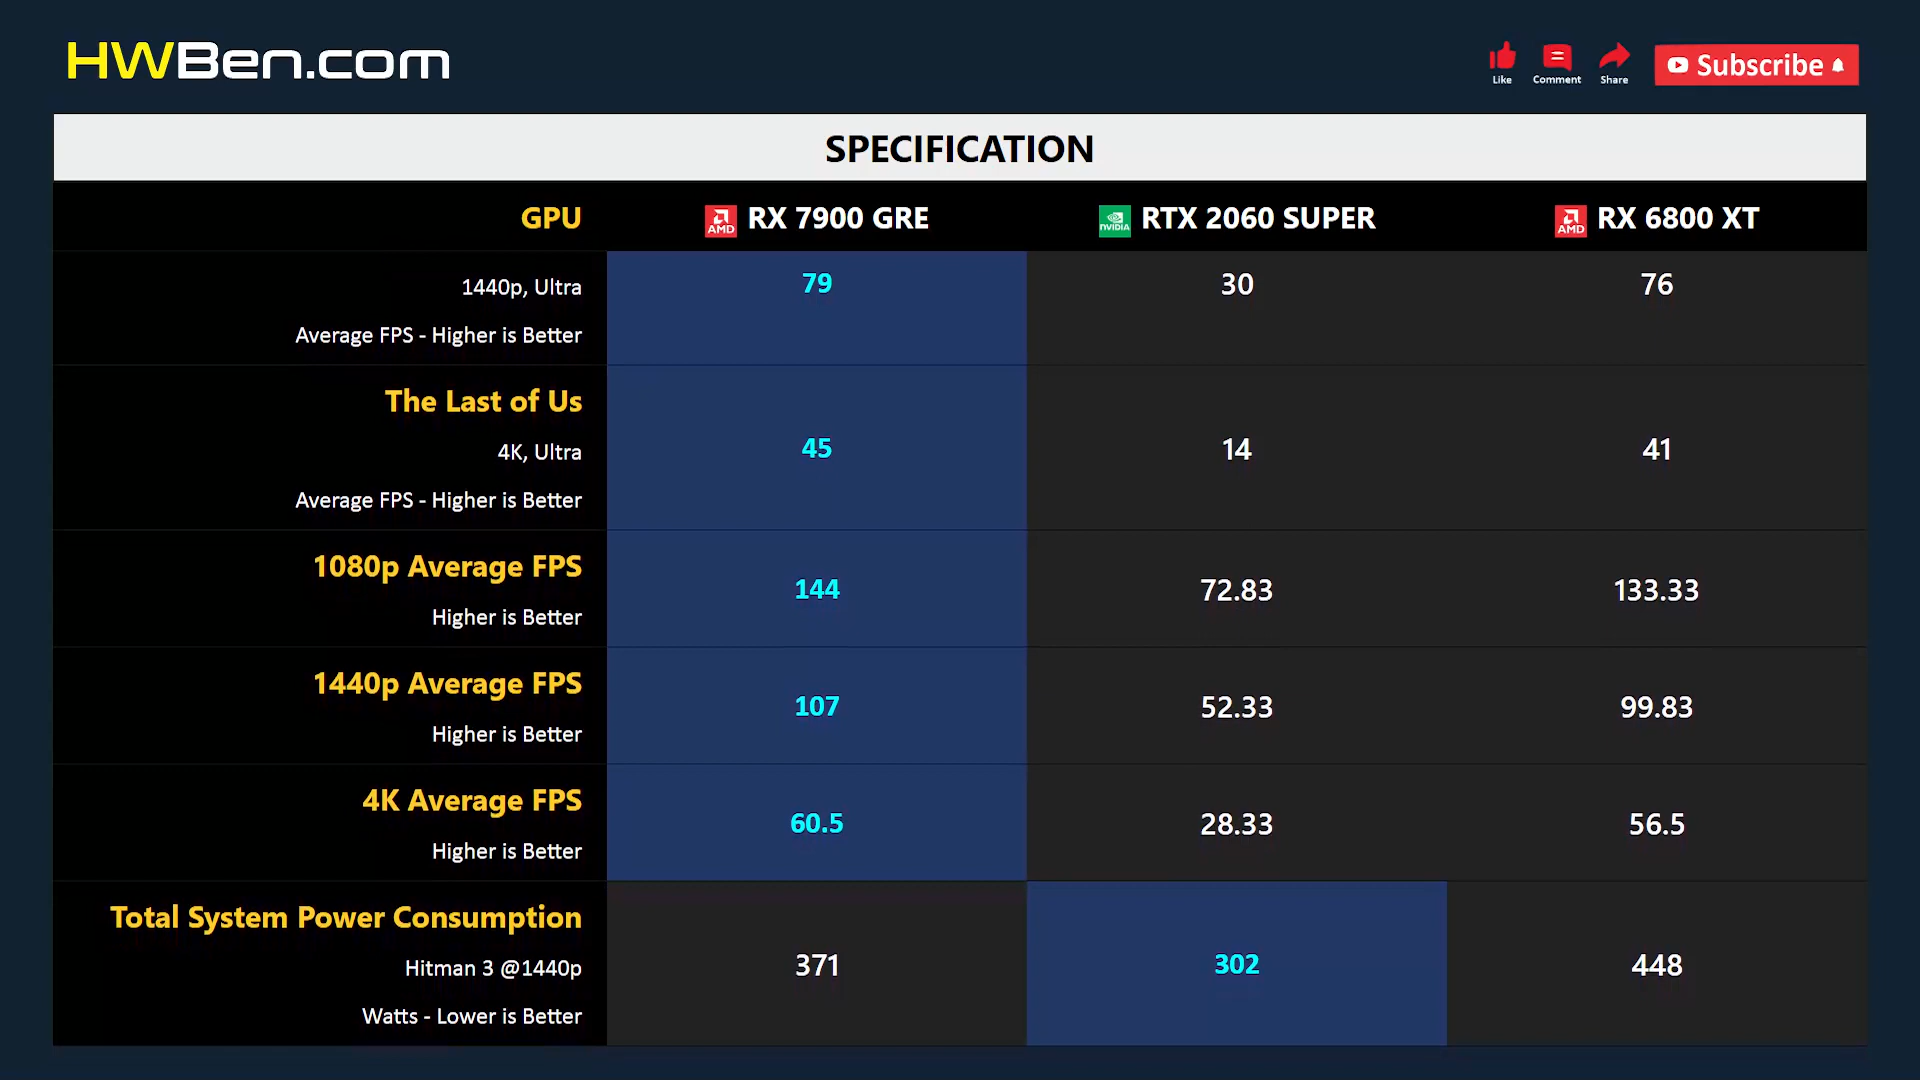 HWBen.com
Like
Comment
Share
Subscribe
SPECIFICATION
GPU AMD RX 7900 GRE NVIDIA RTX 2060 SUPER AMD RX 6800 XT
1440p, Ultra 79 30 76
Average FPS - Higher is Better
The Last of Us
4K, Ultra 45 14 41
Average FPS - Higher is Better
1080p Average FPS 144 72.83 133.33
Higher is Better
1440p Average FPS 107 52.33 99.83
Higher is Better
4K Average FPS 60.5 28.33 56.5
Higher is Better
Total System Power Consumption
Hitman 3 @1440p 371 302 448
Watts - Lower is Better